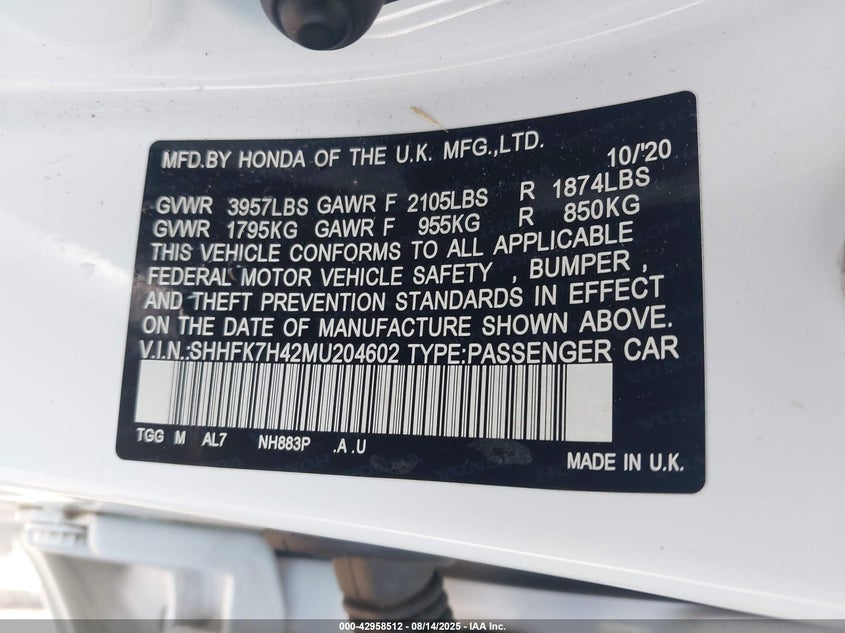 MFD.BY HONDA OF THE U.K. MFG.,LTD. 10/'20
GVWR 3957LBS GAWR F 2105LBS R 1874LBS
GVWR 1795KG GAWR F 955KG R 850KG
THIS VEHICLE CONFORMS TO ALL APPLICABLE
FEDERAL MOTOR VEHICLE SAFETY , BUMPER ,
AND THEFT PREVENTION STANDARDS IN EFFECT
ON THE DATE OF MANUFACTURE SHOWN ABOVE.
V.I.N.:SHHFK7H42MU204602 TYPE:PASSENGER CAR
TGG M AL7 NH883P .A .U
MADE IN U.K.
000-42958512 - 08/14/2025 - IAA Inc.